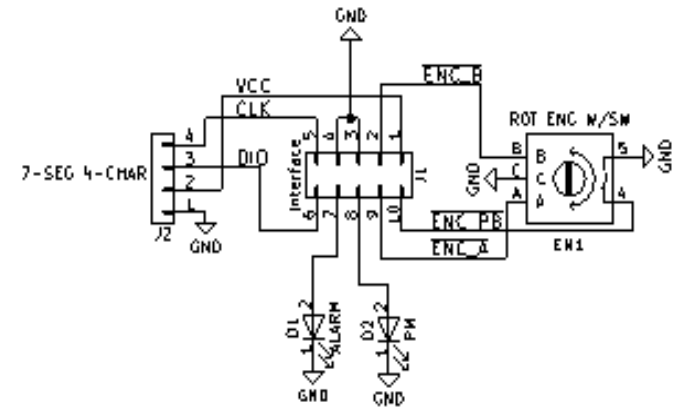 GND
ENC_B
VCC
CLK
ROT ENC W/SW
4
5
4
3
2
1
B
B
5
3
DIO
Interface
J1
7-SEG 4-CHAR
2
GND
C
C
GND
A
A
4
1
6
7
8
9
10
ENC_PB
J2
GND
ENC_A
EN1
2
2
D1
ALARM
D2
PM
1
1
GND
GND